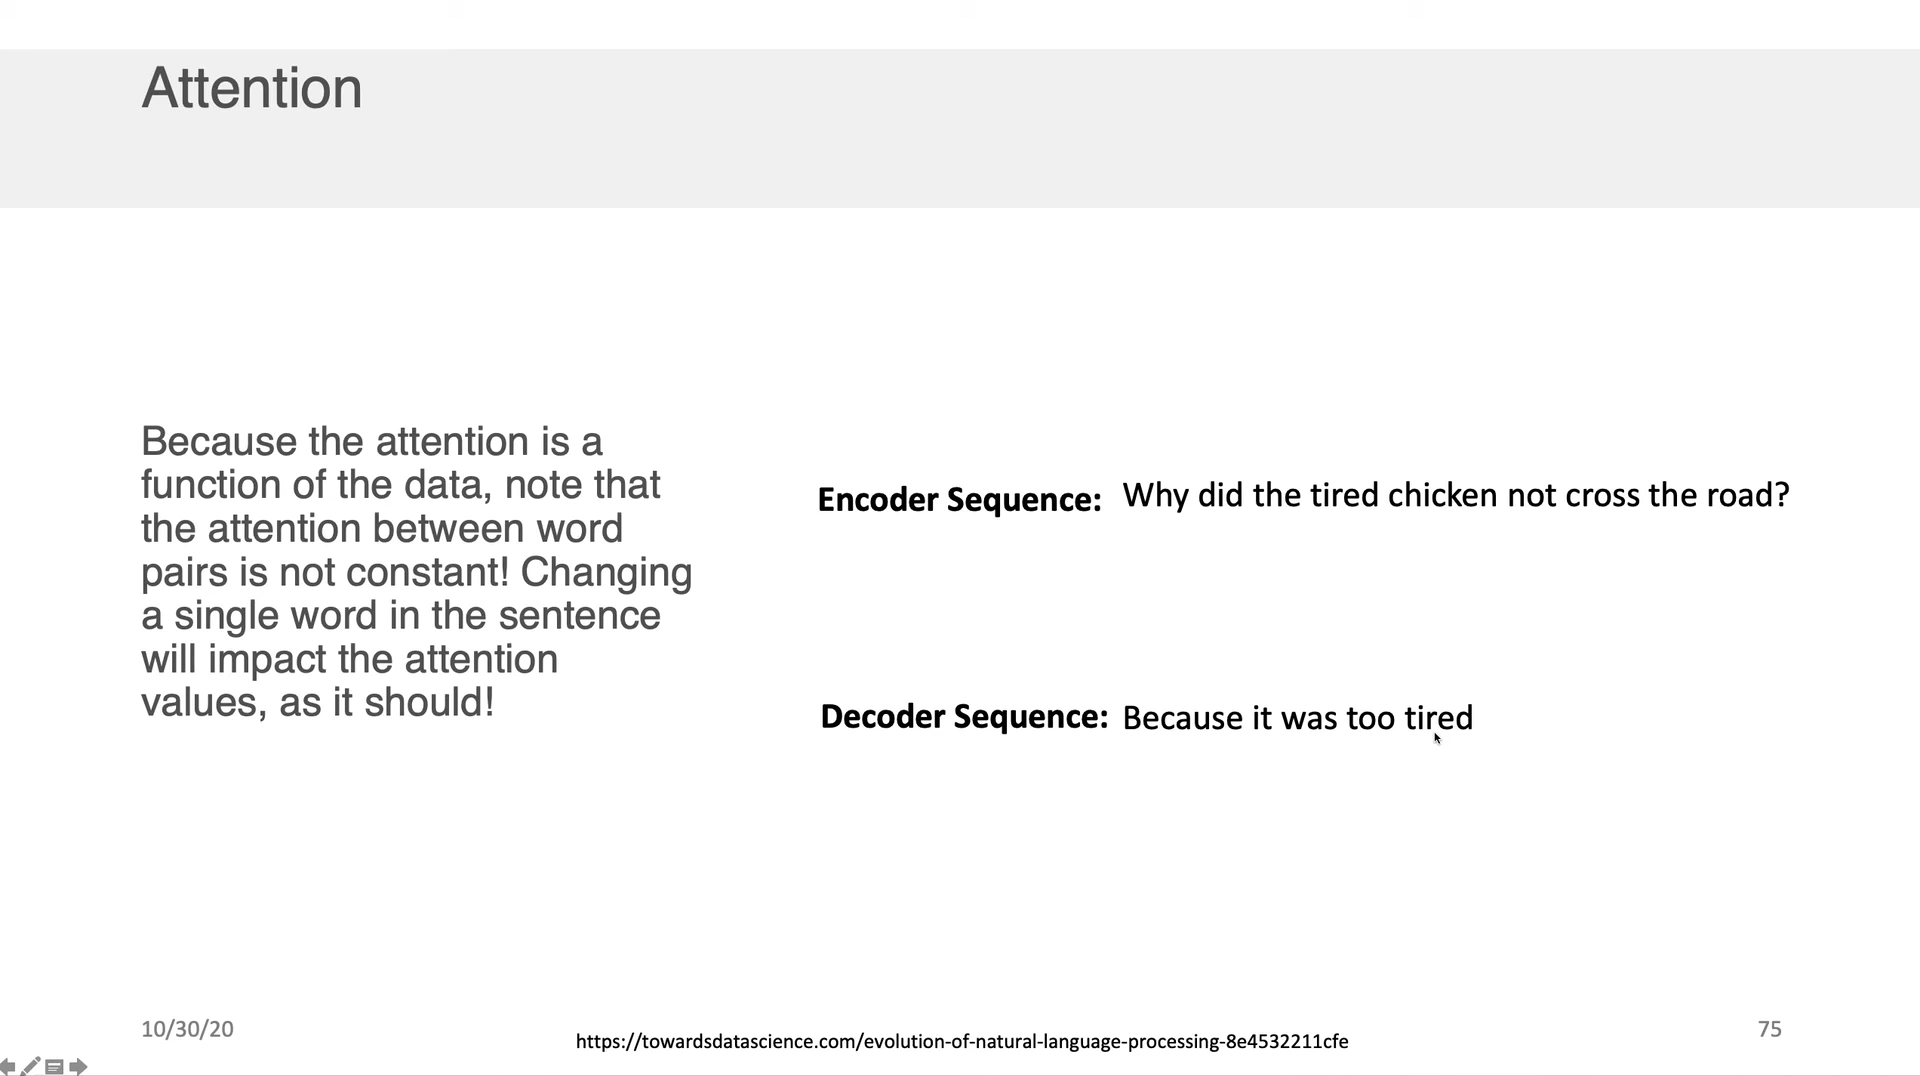 Attention
Because the attention is a
function of the data, note that
the attention between word
pairs is not constant! Changing
a single word in the sentence
will impact the attention
values, as it should!
Encoder Sequence: Why did the tired chicken not cross the road?
Decoder Sequence: Because it was too tired
10/30/20
https://towardsdatascience.com/evolution-of-natural-language-processing-8e4532211cfe
75